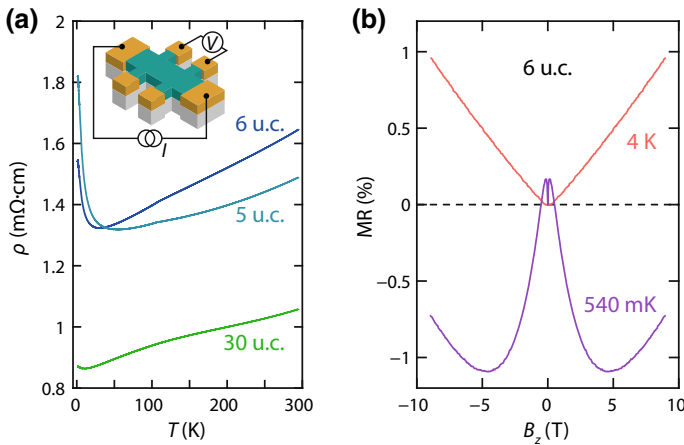 (a)
2
1.8
1.6
1.4
1.2
1
0.8
ρ (mΩ·cm)
V
I
6 u.c.
5 u.c.
30 u.c.
0 100 200 300
T (K)
(b)
1
0.5
0
−0.5
−1
MR (%)
6 u.c.
4 K
540 mK
−10 −5 0 5 10
B_z (T)